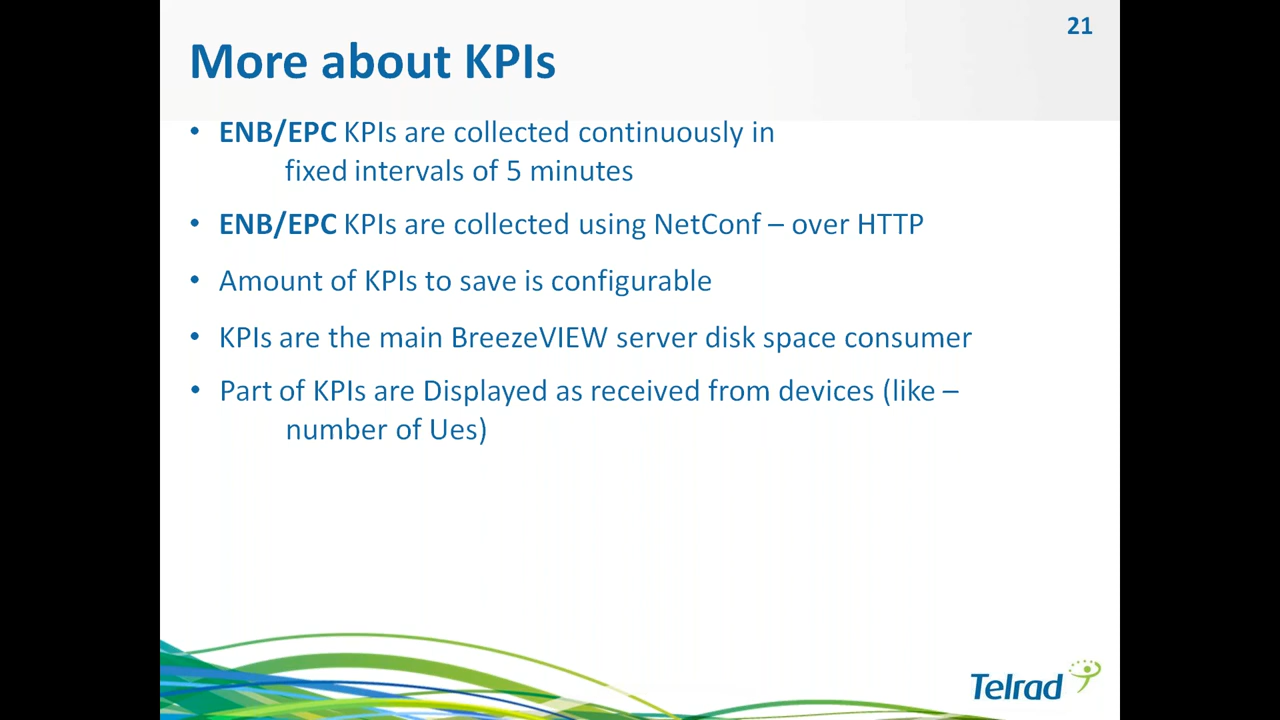 21
More about KPIs
• ENB/EPC KPIs are collected continuously in
fixed intervals of 5 minutes
• ENB/EPC KPIs are collected using NetConf – over HTTP
• Amount of KPIs to save is configurable
• KPIs are the main BreezeVIEW server disk space consumer
• Part of KPIs are Displayed as received from devices (like –
number of Ues)
Telrad